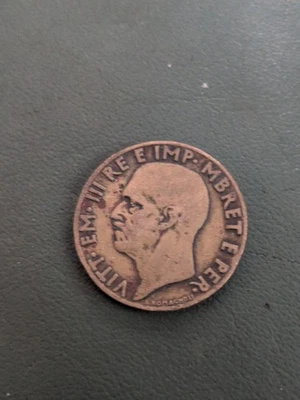 VITT·EM·III RE E IMP·MBRET E PER·
G.ROMAGNOLI